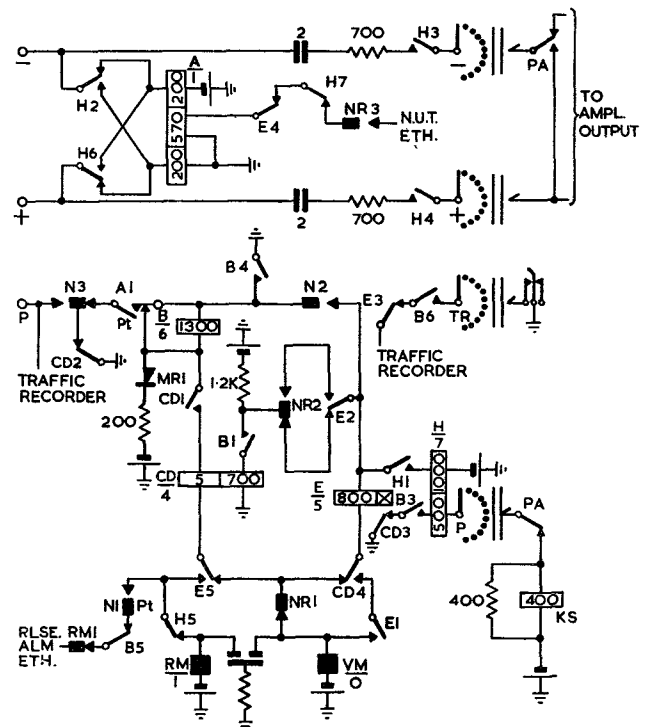 − 2 700 H3 − PA
A/1
H2
200
570
200
E4
H7
NR3
N.U.T. ETH.
TO AMPL. OUTPUT
H6
+ 2 700 H4 +
B4
P N3 A1 Pt B/6 N2 E3 B6 TR
1300
CD2
TRAFFIC RECORDER
TRAFFIC RECORDER
MR1
CD1
1·2K
NR2
E2
200
B1
H/7
CD/4 5 700
E/5 800
H1
1000
B3
CD3
50
P
PA
E5
CD4
400
400
KS
N1 Pt
H5
NR1
E1
RLSE. ALM ETH.
RM1
B5
RM/1
VM/0